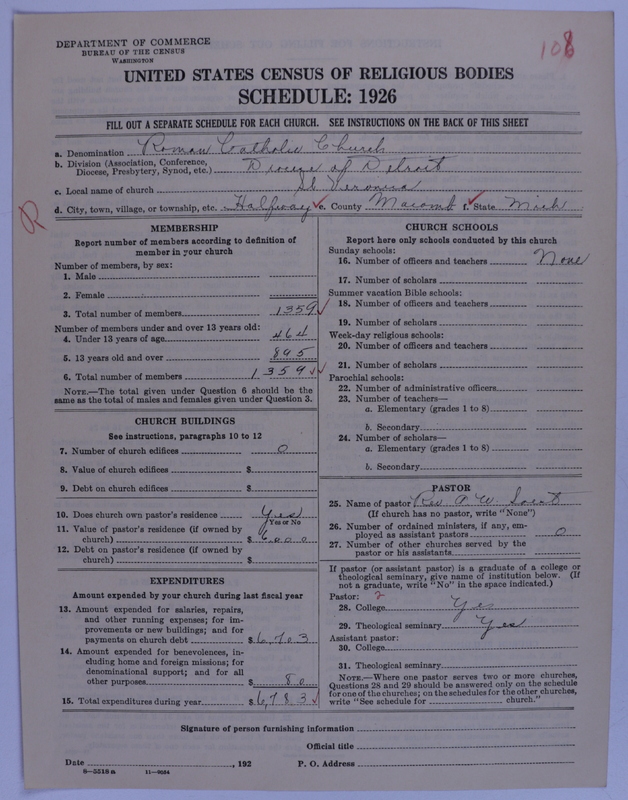 DEPARTMENT OF COMMERCE
BUREAU OF THE CENSUS
WASHINGTON
108
UNITED STATES CENSUS OF RELIGIOUS BODIES
SCHEDULE: 1926
FILL OUT A SEPARATE SCHEDULE FOR EACH CHURCH. SEE INSTRUCTIONS ON THE BACK OF THIS SHEET
a. Denomination Roman Catholic Church
b. Division (Association, Conference, Diocese, Presbytery, Synod, etc.) Diocese of Detroit
c. Local name of church St Veronica
d. City, town, village, or township, etc. Halfway e. County Macomb f. State Mich
R
MEMBERSHIP
Report number of members according to definition of
member in your church
Number of members, by sex:
1. Male
2. Female
3. Total number of members 1359
Number of members under and over 13 years old:
4. Under 13 years of age 464
5. 13 years old and over 895
6. Total number of members 1359
NOTE.—The total given under Question 6 should be the
same as the total of males and females given under Question 3.
CHURCH BUILDINGS
See instructions, paragraphs 10 to 12
7. Number of church edifices 0
8. Value of church edifices $
9. Debt on church edifices $
10. Does church own pastor's residence Yes
Yes or No
11. Value of pastor's residence (if owned by
church) $ 6000
12. Debt on pastor's residence (if owned by
church) $
EXPENDITURES
Amount expended by your church during last fiscal year
13. Amount expended for salaries, repairs,
and other running expenses; for im-
provements or new buildings; and for
payments on church debt $ 6,703
14. Amount expended for benevolences, in-
cluding home and foreign missions; for
denominational support; and for all
other purposes $ 80
15. Total expenditures during year $ 6,783
CHURCH SCHOOLS
Report here only schools conducted by this church
Sunday schools:
16. Number of officers and teachers None
17. Number of scholars
Summer vacation Bible schools:
18. Number of officers and teachers
19. Number of scholars
Week-day religious schools:
20. Number of officers and teachers
21. Number of scholars
Parochial schools:
22. Number of administrative officers
23. Number of teachers—
a. Elementary (grades 1 to 8)
b. Secondary
24. Number of scholars—
a. Elementary (grades 1 to 8)
b. Secondary
PASTOR
25. Name of pastor Rev
(If church has no pastor, write "None")
26. Number of ordained ministers, if any, em-
ployed as assistant pastors 0
27. Number of other churches served by the
pastor or his assistants
If pastor (or assistant pastor) is a graduate of a college or
theological seminary, give name of institution below. (If
not a graduate, write "No" in the space indicated.)
Pastor: 2
28. College Yes
29. Theological seminary Yes
Assistant pastor:
30. College
31. Theological seminary
NOTE.—Where one pastor serves two or more churches,
Questions 28 and 29 should be answered only on the schedule
for one of the churches; on the schedules for the other churches,
write "See schedule for church."
Signature of person furnishing information
Official title
Date , 192 P. O. Address
8—5518a 11—9054